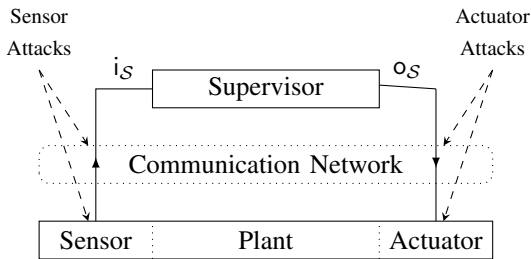 Sensor
Attacks
Actuator
Attacks
i𝒮
o𝒮
Supervisor
Communication Network
Sensor
Plant
Actuator